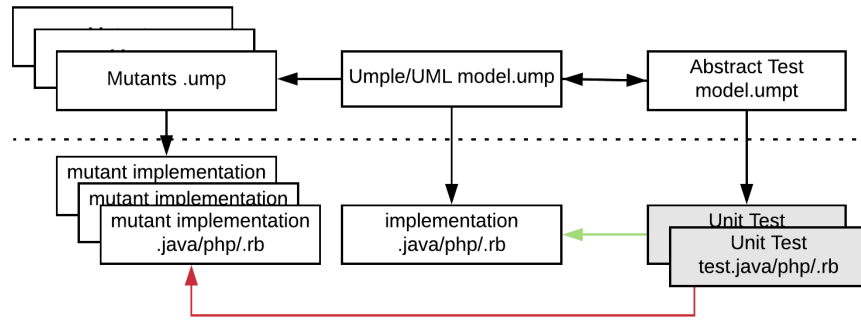 Mutants .ump
Umple/UML model.ump
Abstract Test
model.umpt
mutant implementation
mutant implementation
mutant implementation
.java/php/.rb
implementation
.java/php/.rb
Unit Test
Unit Test
test.java/php/.rb